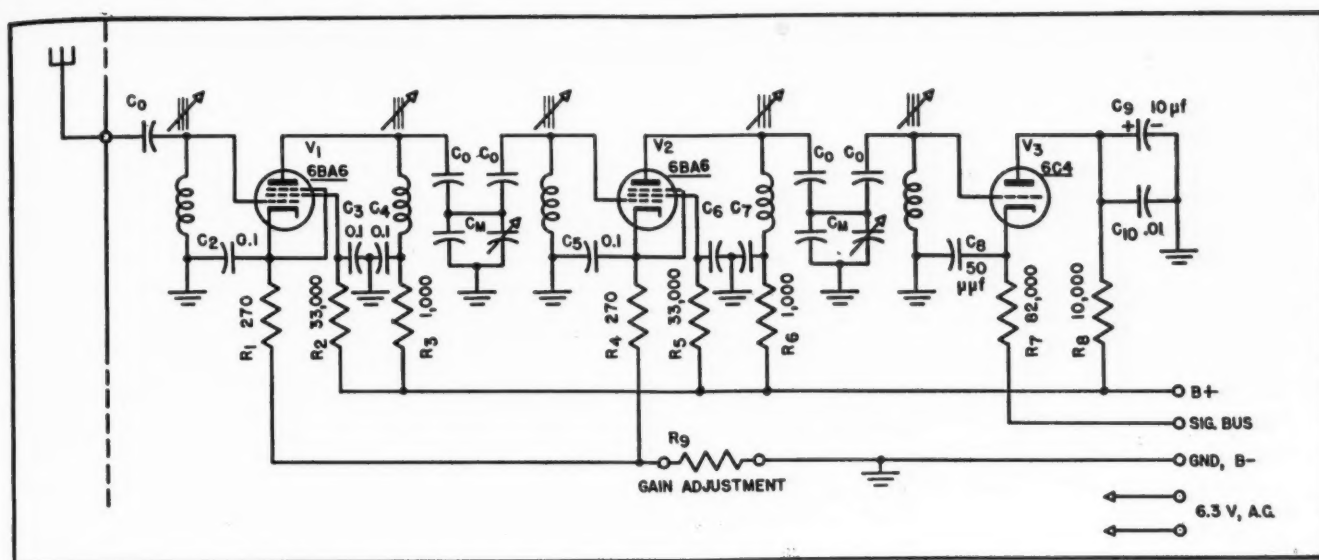 C0
V1
6BA6
C2 0.1
C3 C4
0.1 0.1
C0 C0
CM
R1 270
R2 33,000
R3 1,000
V2
6BA6
C5 0.1
C6 C7
C0 C0
CM
R4 270
R5 33,000
R6 1,000
V3
6C4
C8
50
μμf
R7 82,000
R8 10,000
C9 10 μf
+ -
C10 .01
B+
SIG. BUS
R9
GAIN ADJUSTMENT
GND, B-
6.3 V, A.C.